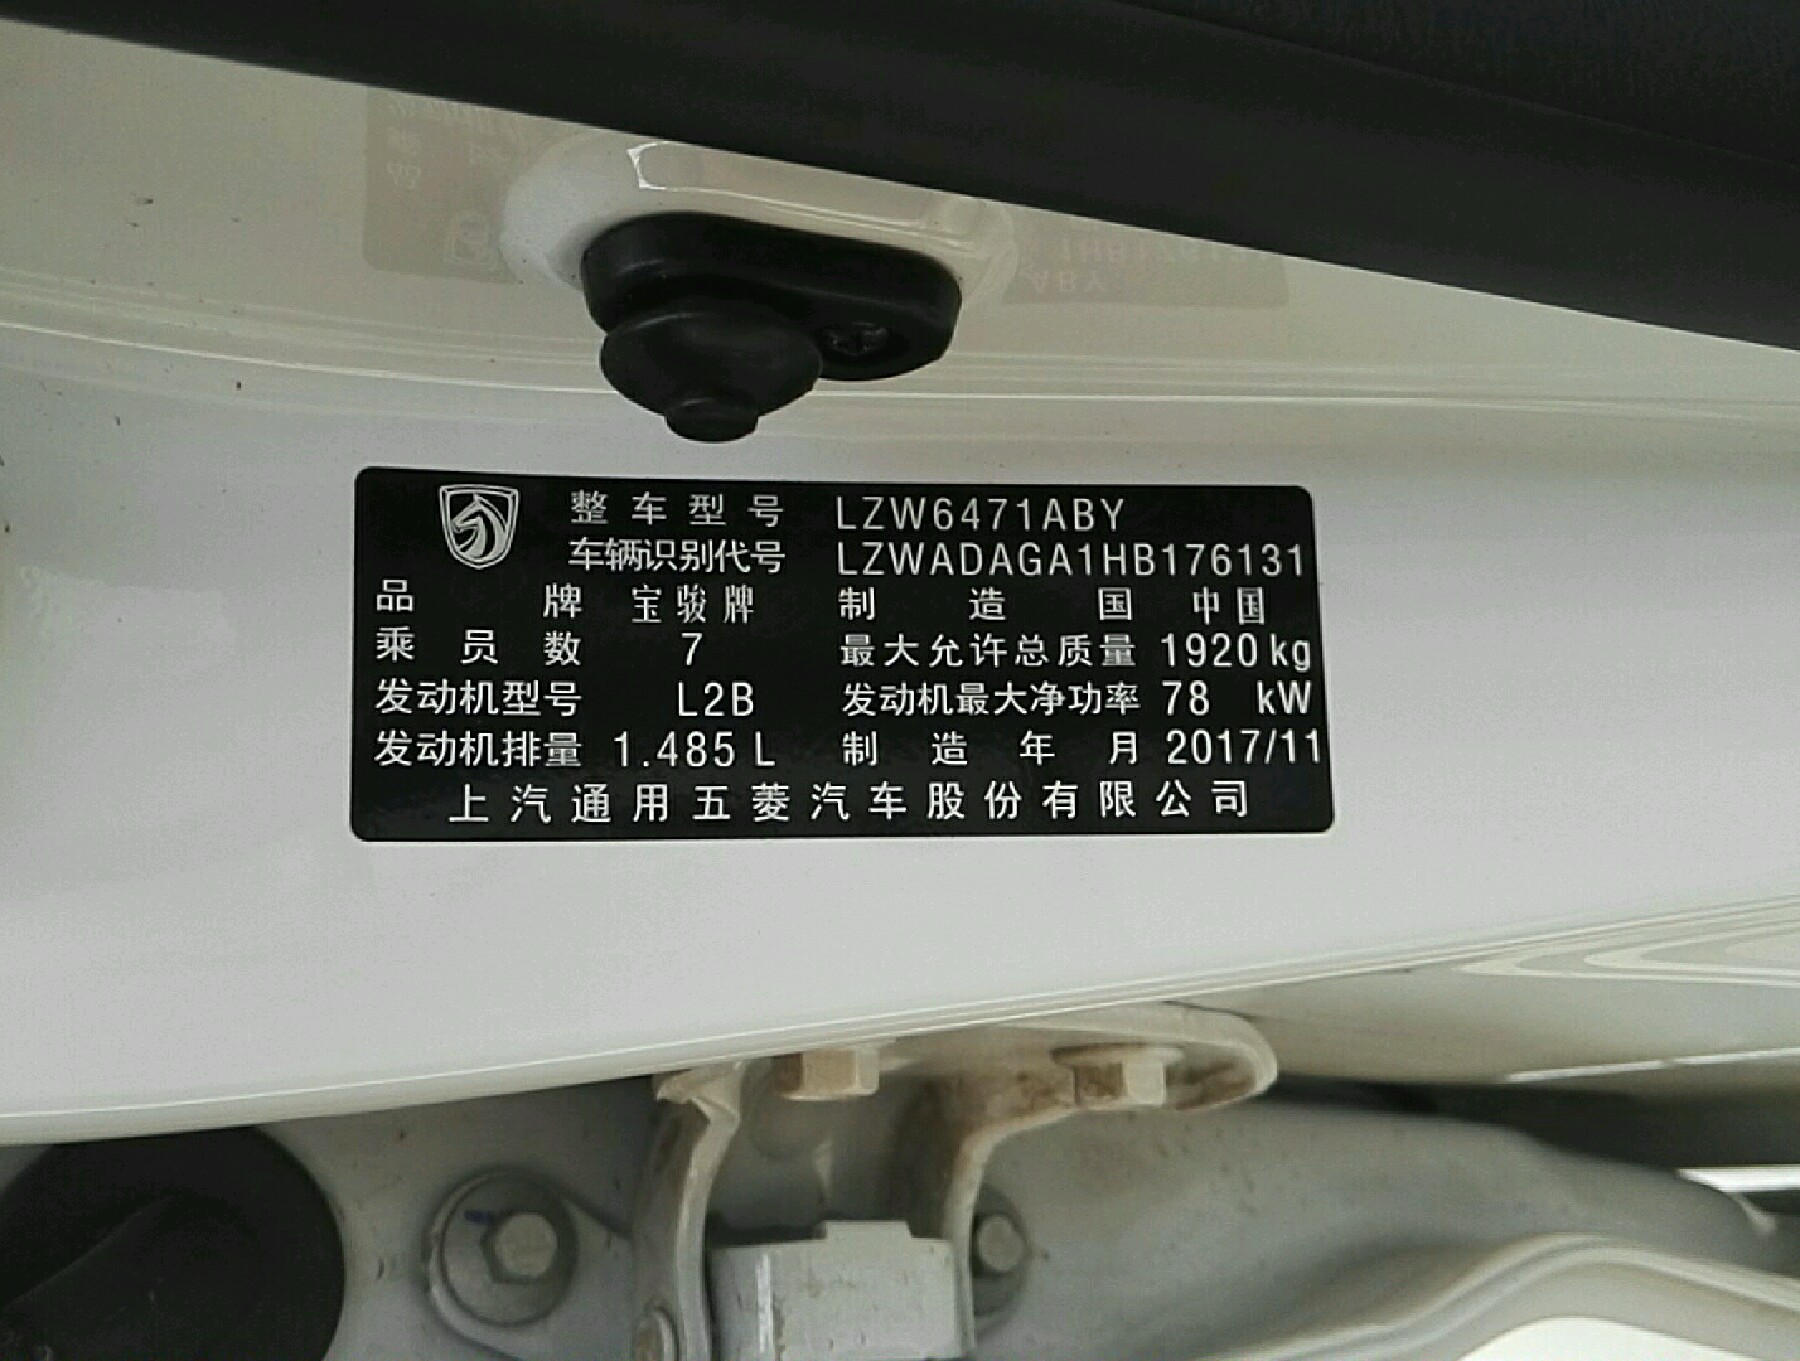 整车型号 LZW6471ABY
车辆识别代号 LZWADAGA1HB176131
品牌 宝骏牌 制造国 中国
乘员数 7 最大允许总质量 1920 kg
发动机型号 L2B 发动机最大净功率 78 kW
发动机排量 1.485 L 制造年月 2017/11
上汽通用五菱汽车股份有限公司